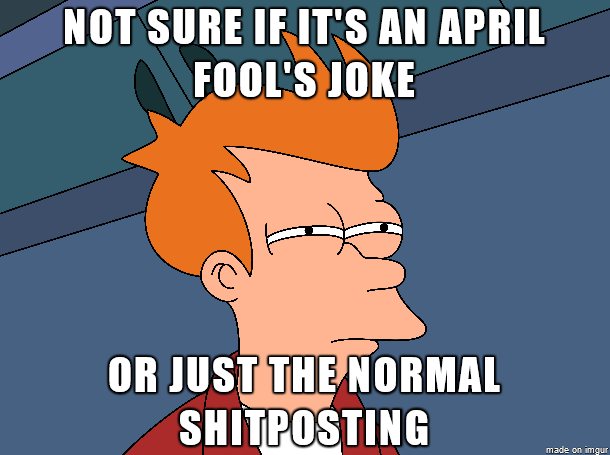 NOT SURE IF IT'S AN APRIL
FOOL'S JOKE
OR JUST THE NORMAL
SHITPOSTING
made on imgur